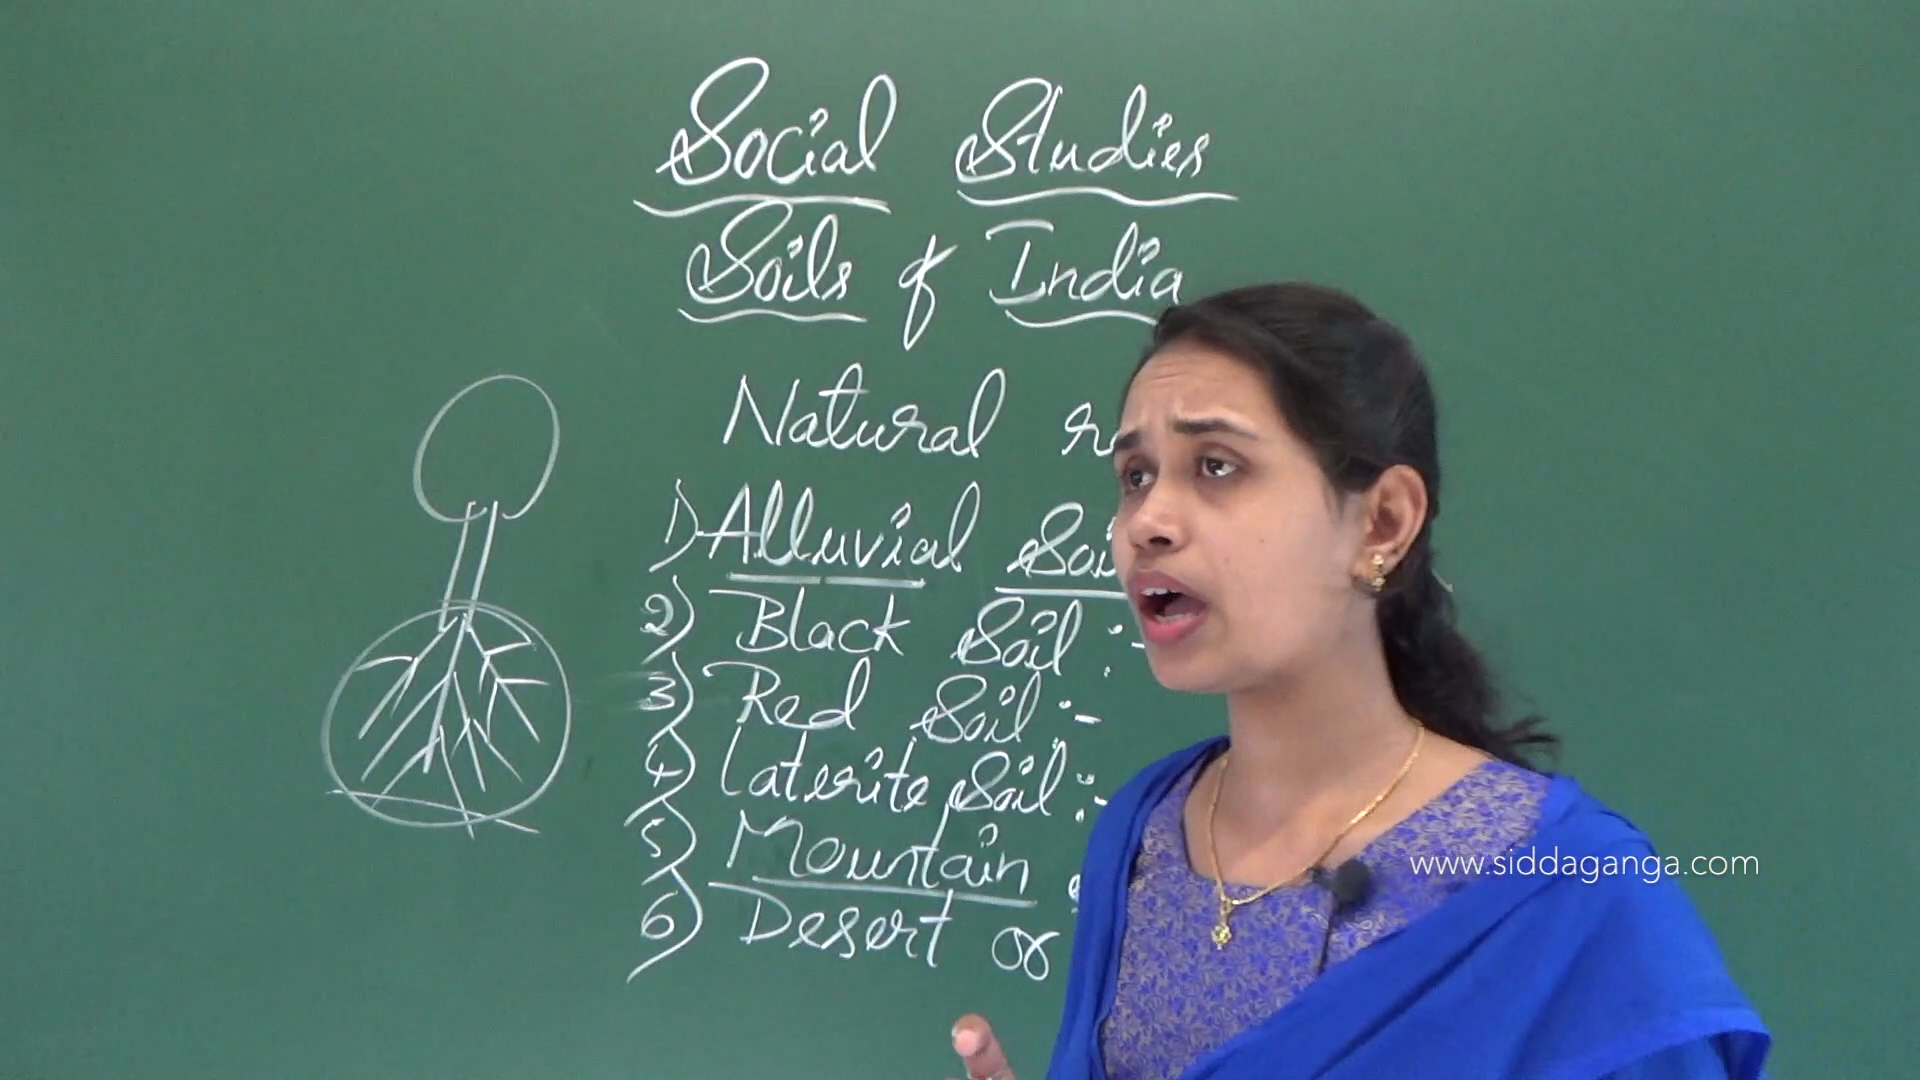 Social Studies
Soils of India
Natural
1) Alluvial
2) Black Soil :-
3) Red Soil :-
4) Laterite Soil :-
5) Mountain
6) Desert or
www.siddaganga.com